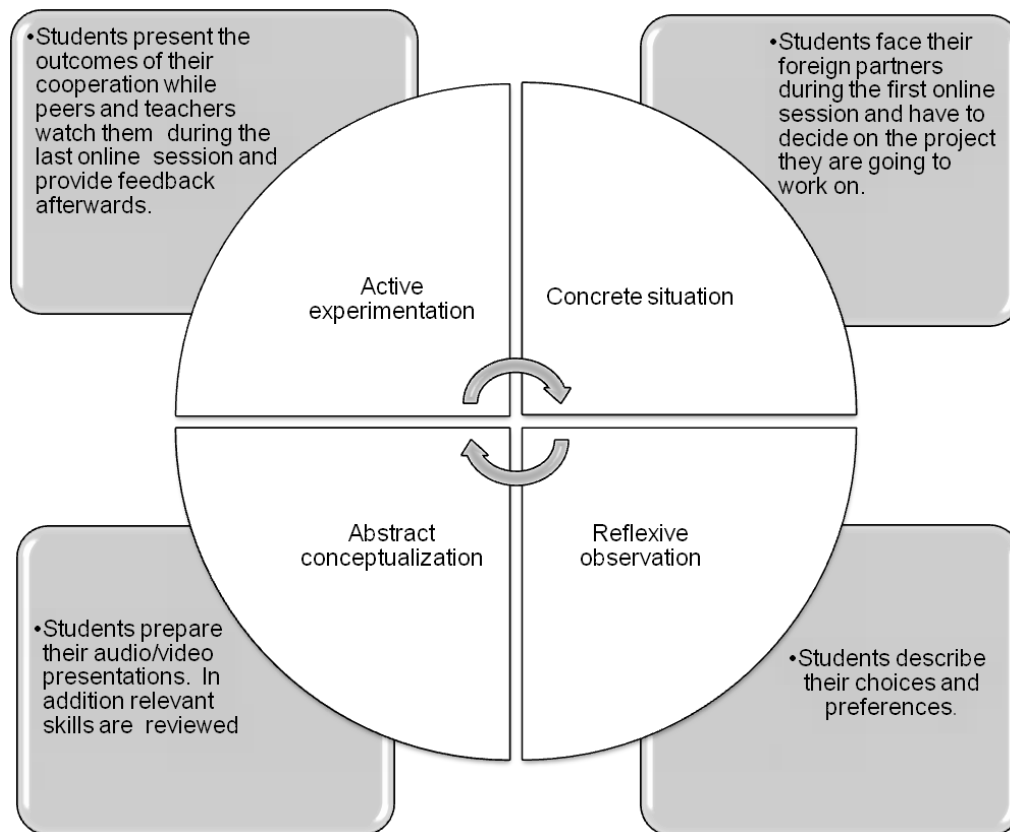 •Students present the
outcomes of their
cooperation while
peers and teachers
watch them during the
last online session and
provide feedback
afterwards.
•Students face their
foreign partners
during the first online
session and have to
decide on the project
they are going to
work on.
Active
experimentation
Concrete situation
Abstract
conceptualization
Reflexive
observation
•Students prepare
their audio/video
presentations. In
addition relevant
skills are reviewed
•Students describe
their choices and
preferences.